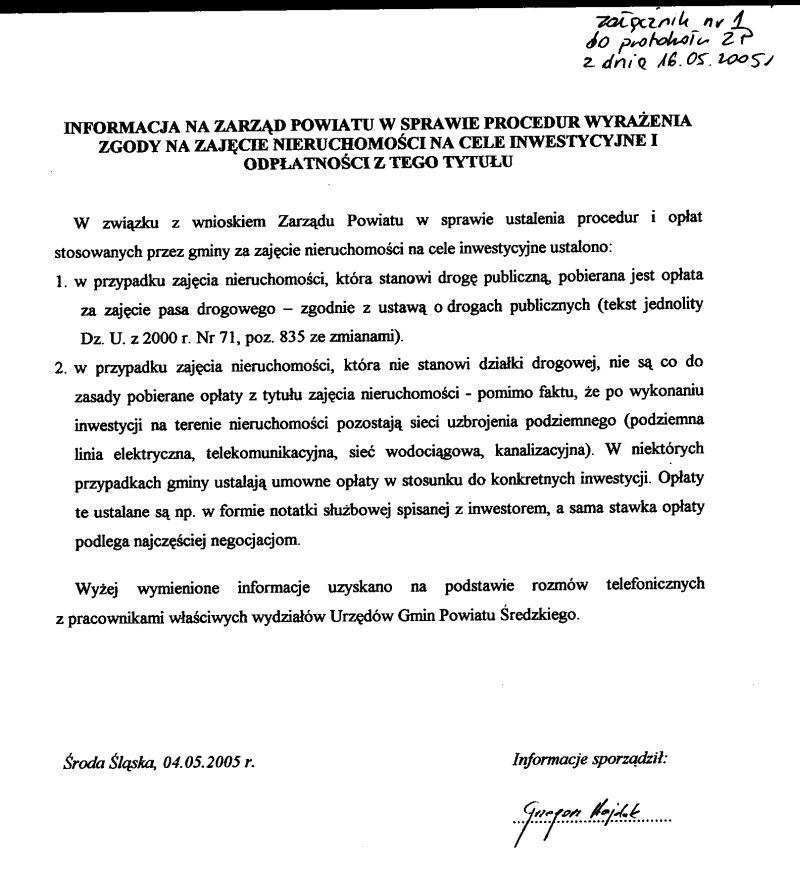 załącznik nr 1
do protokołu ZP
z dnia 16.05.2005r
INFORMACJA NA ZARZĄD POWIATU W SPRAWIE PROCEDUR WYRAŻENIA
ZGODY NA ZAJĘCIE NIERUCHOMOŚCI NA CELE INWESTYCYJNE I
ODPŁATNOŚCI Z TEGO TYTUŁU
W związku z wnioskiem Zarządu Powiatu w sprawie ustalenia procedur i opłat
stosowanych przez gminy za zajęcie nieruchomości na cele inwestycyjne ustalono:
1. w przypadku zajęcia nieruchomości, która stanowi drogę publiczną, pobierana jest opłata
za zajęcie pasa drogowego – zgodnie z ustawą o drogach publicznych (tekst jednolity
Dz. U. z 2000 r. Nr 71, poz. 835 ze zmianami).
2. w przypadku zajęcia nieruchomości, która nie stanowi działki drogowej, nie są co do
zasady pobierane opłaty z tytułu zajęcia nieruchomości - pomimo faktu, że po wykonaniu
inwestycji na terenie nieruchomości pozostają sieci uzbrojenia podziemnego (podziemna
linia elektryczna, telekomunikacyjna, sieć wodociągowa, kanalizacyjna). W niektórych
przypadkach gminy ustalają umowne opłaty w stosunku do konkretnych inwestycji. Opłaty
te ustalane są np. w formie notatki służbowej spisanej z inwestorem, a sama stawka opłaty
podlega najczęściej negocjacjom.
Wyżej wymienione informacje uzyskano na podstawie rozmów telefonicznych
z pracownikami właściwych wydziałów Urzędów Gmin Powiatu Średzkiego.
Środa Śląska, 04.05.2005 r.
Informacje sporządził: